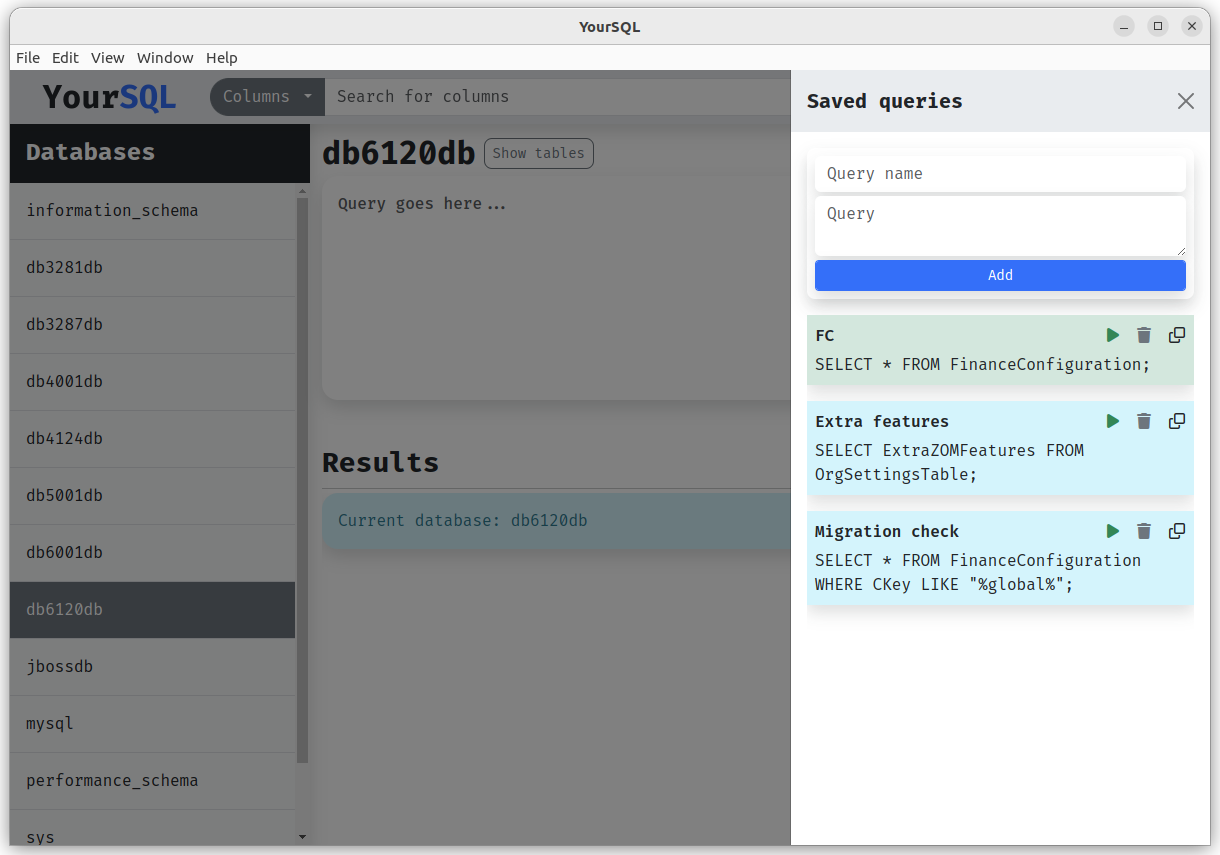 YourSQL
File Edit View Window Help
YourSQL
Columns
Search for columns
Databases
information_schema
db3281db
db3287db
db4001db
db4124db
db5001db
db6001db
db6120db
jbossdb
mysql
performance_schema
sys
db6120db
Show tables
Query goes here...
Results
Current database: db6120db
Saved queries
Query name
Query
Add
FC
SELECT * FROM FinanceConfiguration;
Extra features
SELECT ExtraZOMFeatures FROM
OrgSettingsTable;
Migration check
SELECT * FROM FinanceConfiguration
WHERE CKey LIKE "%global%";